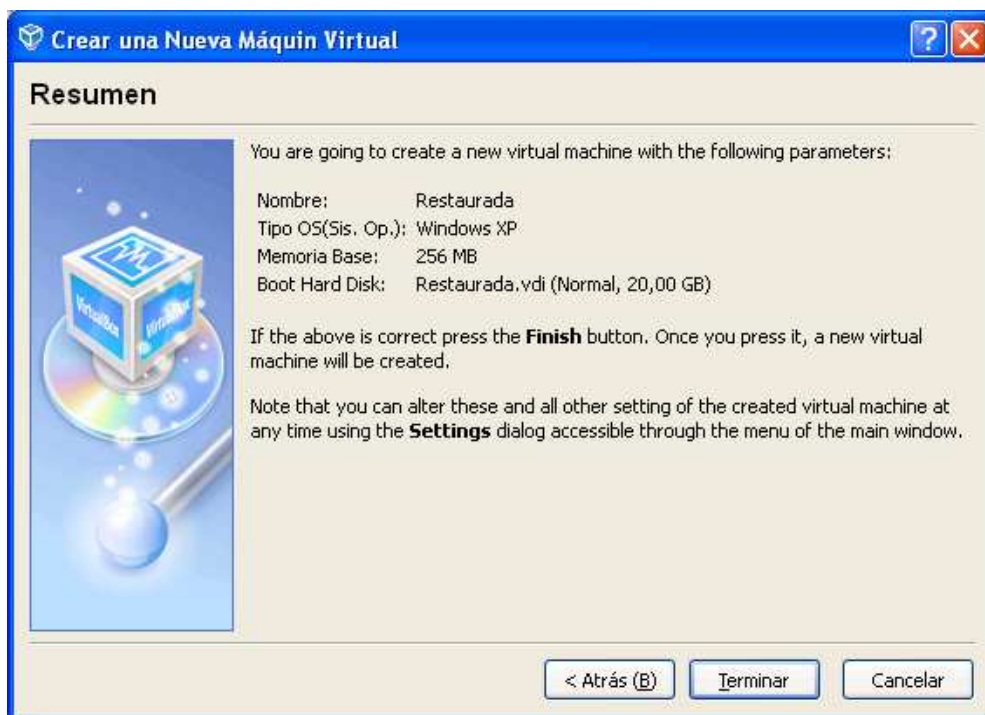 Crear una Nueva Máquin Virtual
Resumen
You are going to create a new virtual machine with the following parameters:
Nombre: Restaurada
Tipo OS(Sis. Op.): Windows XP
Memoria Base: 256 MB
Boot Hard Disk: Restaurada.vdi (Normal, 20,00 GB)
If the above is correct press the Finish button. Once you press it, a new virtual
machine will be created.
Note that you can alter these and all other setting of the created virtual machine at
any time using the Settings dialog accessible through the menu of the main window.
VirtualBox
VirtualBox
< Atrás (B)
Terminar
Cancelar